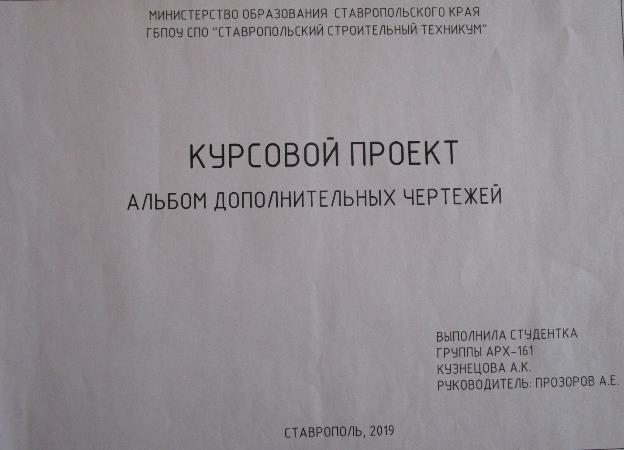 МИНИСТЕРСТВО ОБРАЗОВАНИЯ СТАВРОПОЛЬСКОГО КРАЯ
ГБПОУ СПО "СТАВРОПОЛЬСКИЙ СТРОИТЕЛЬНЫЙ ТЕХНИКУМ"
КУРСОВОЙ ПРОЕКТ
АЛЬБОМ ДОПОЛНИТЕЛЬНЫХ ЧЕРТЕЖЕЙ
ВЫПОЛНИЛА СТУДЕНТКА
ГРУППЫ АРХ-161
КУЗНЕЦОВА А.К.
РУКОВОДИТЕЛЬ: ПРОЗОРОВ А.Е.
СТАВРОПОЛЬ, 2019